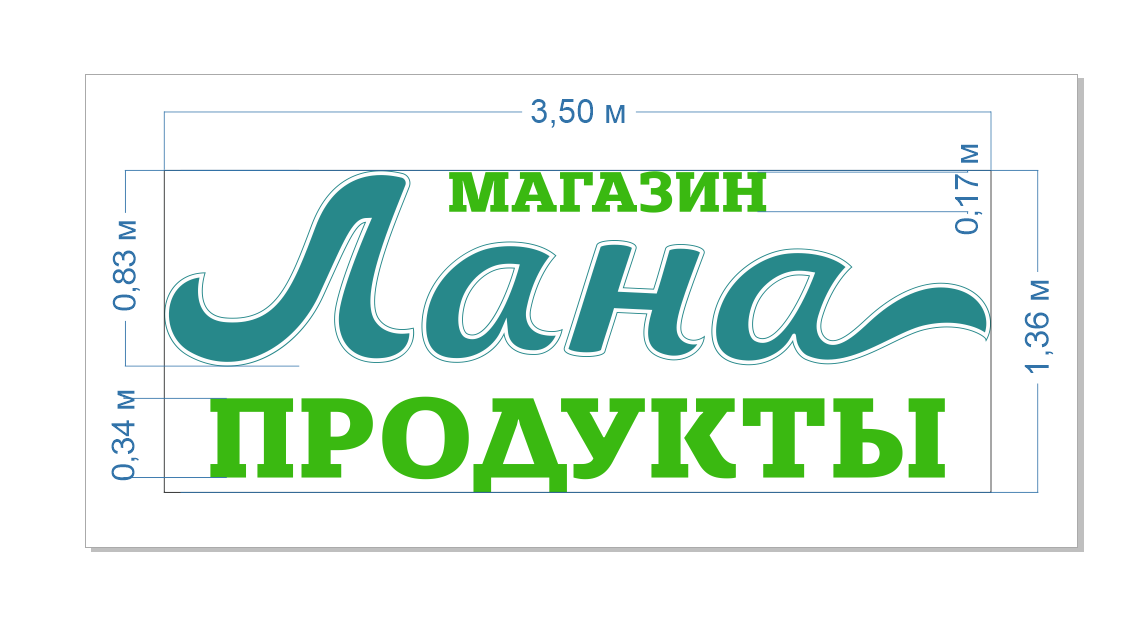 3,50 м
МАГАЗИН
0,17 м
Лана
0,83 м
1,36 м
ПРОДУКТЫ
0,34 м